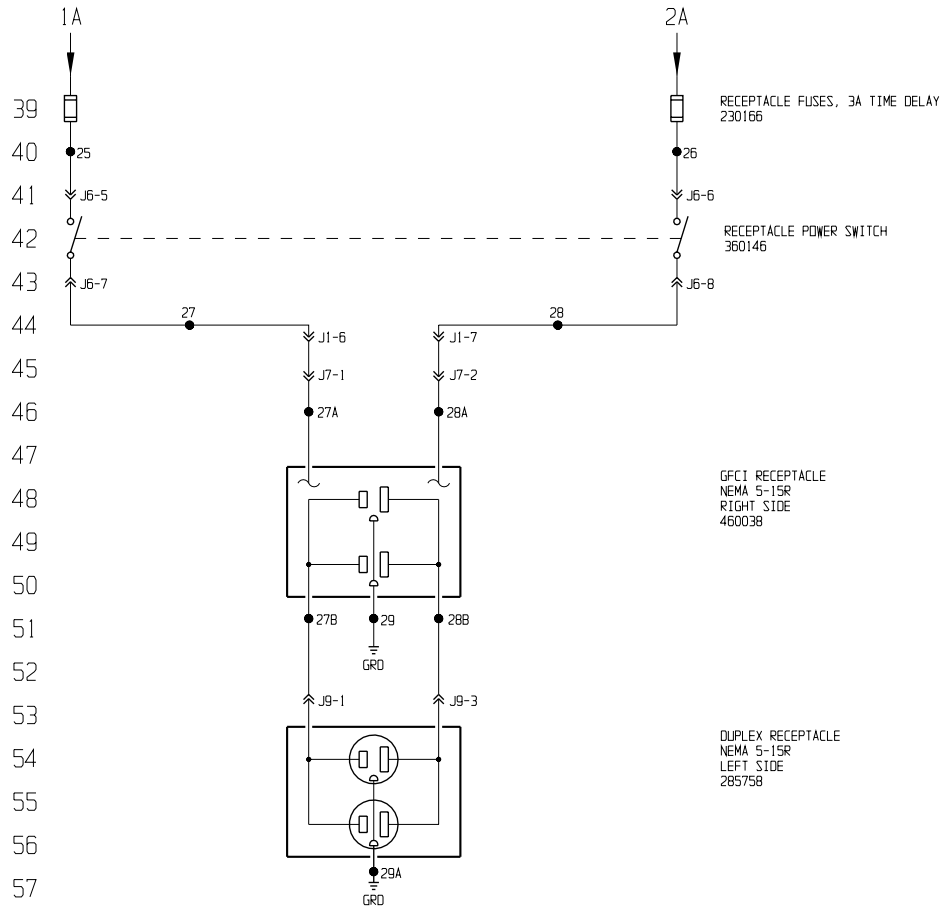 1A 2A
39 RECEPTACLE FUSES, 3A TIME DELAY
230166
40 25 26
41 J6-5 J6-6
42 RECEPTACLE POWER SWITCH
360146
43 J6-7 J6-8
44 27 28
J1-6 J1-7
45 J7-1 J7-2
46 27A 28A
47
GFCI RECEPTACLE
48 NEMA 5-15R
RIGHT SIDE
460038
49
50
51 27B 29 28B
GRD
52
J9-1 J9-3
53
DUPLEX RECEPTACLE
54 NEMA 5-15R
LEFT SIDE
285758
55
56
29A
57 GRD